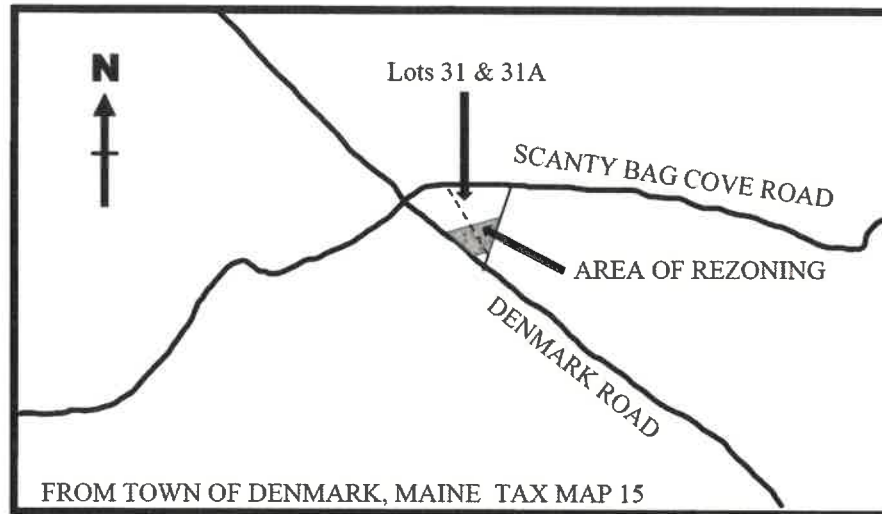 N
Lots 31 & 31A
SCANTY BAG COVE ROAD
AREA OF REZONING
DENMARK ROAD
FROM TOWN OF DENMARK, MAINE TAX MAP 15